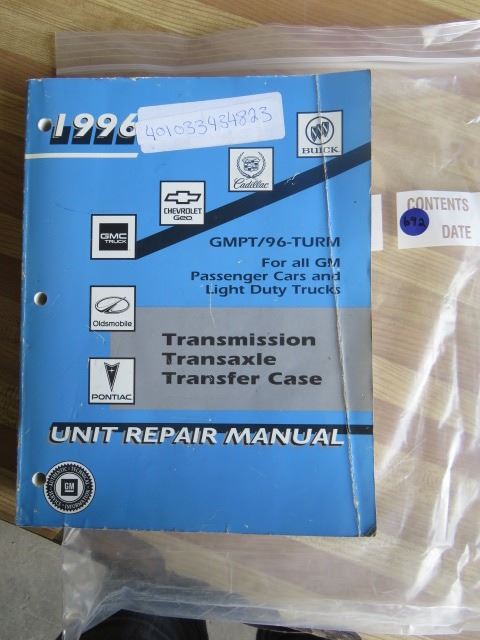 1996
401033434823
BUICK
Cadillac
CHEVROLET
Geo
GMC
TRUCK
GMPT/96-TURM
For all GM
Passenger Cars and
Light Duty Trucks
Oldsmobile
Transmission
Transaxle
Transfer Case
PONTIAC
UNIT REPAIR MANUAL
GM
CONTENTS
692
DATE